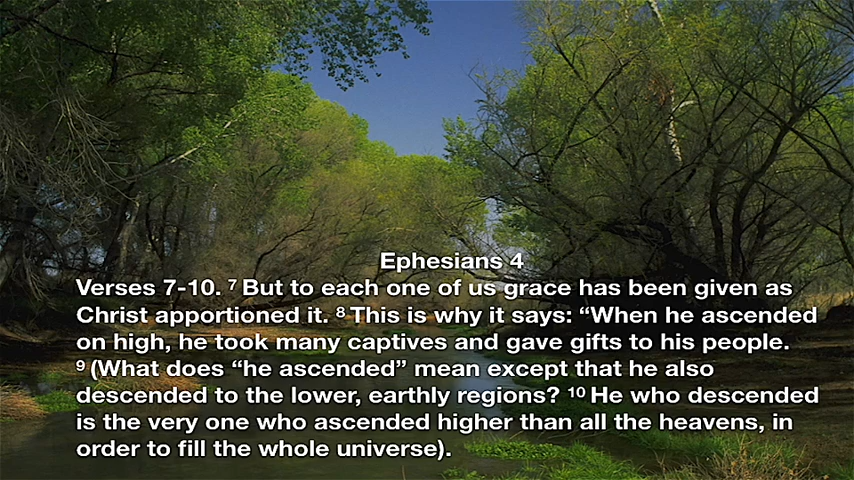 Ephesians 4
Verses 7-10. ⁷ But to each one of us grace has been given as
Christ apportioned it. ⁸ This is why it says: “When he ascended
on high, he took many captives and gave gifts to his people.
⁹ (What does “he ascended” mean except that he also
descended to the lower, earthly regions? ¹⁰ He who descended
is the very one who ascended higher than all the heavens, in
order to fill the whole universe).